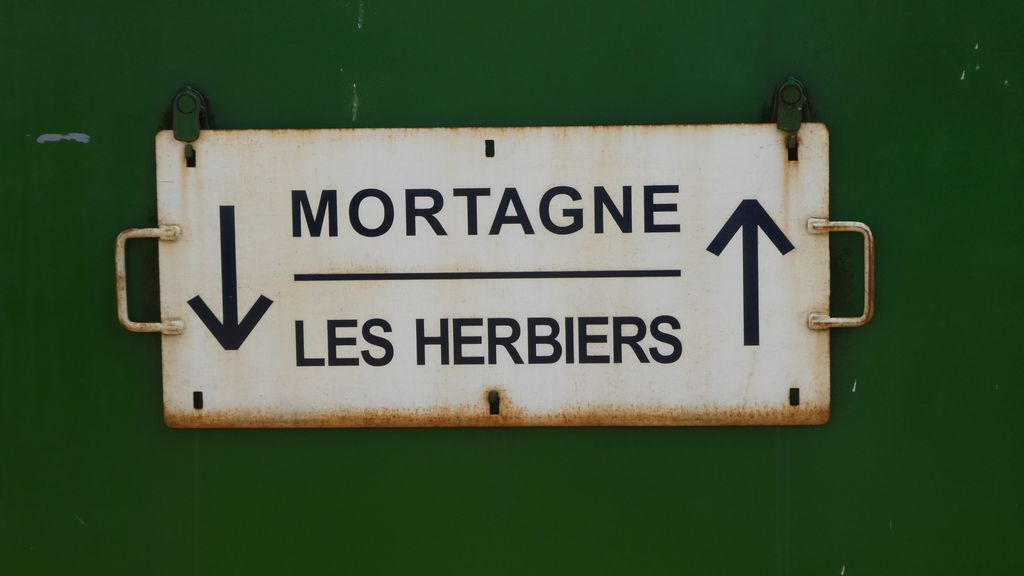 MORTAGNE
LES HERBIERS